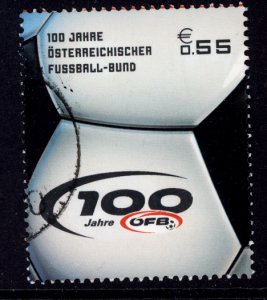 100 JAHRE
ÖSTERREICHISCHER
FUSSBALL-BUND
€
0.55
100
Jahre ÖFB